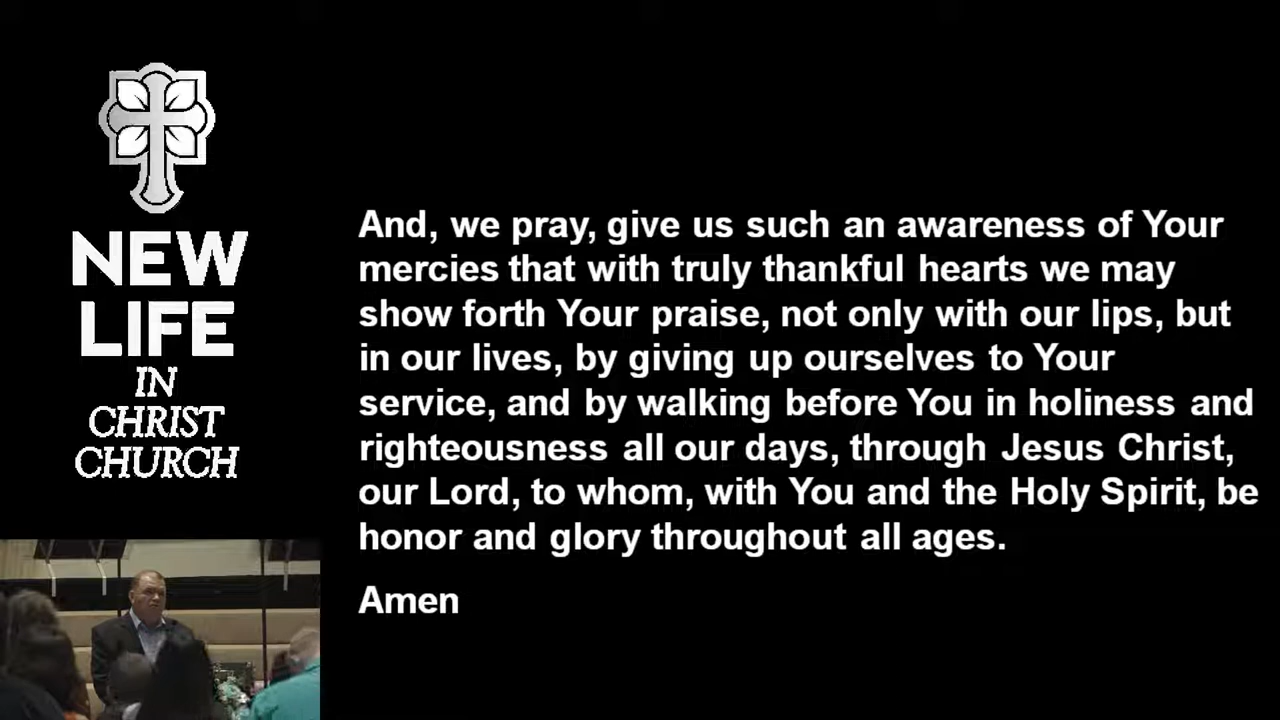 NEW
LIFE
IN
CHRIST
CHURCH
And, we pray, give us such an awareness of Your
mercies that with truly thankful hearts we may
show forth Your praise, not only with our lips, but
in our lives, by giving up ourselves to Your
service, and by walking before You in holiness and
righteousness all our days, through Jesus Christ,
our Lord, to whom, with You and the Holy Spirit, be
honor and glory throughout all ages.
Amen